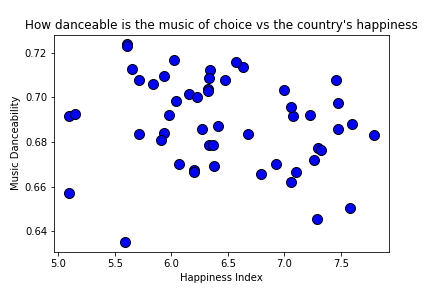 How danceable is the music of choice vs the country's happiness
0.72
0.70
0.68
0.66
0.64
Music Danceability
5.0 5.5 6.0 6.5 7.0 7.5
Happiness Index